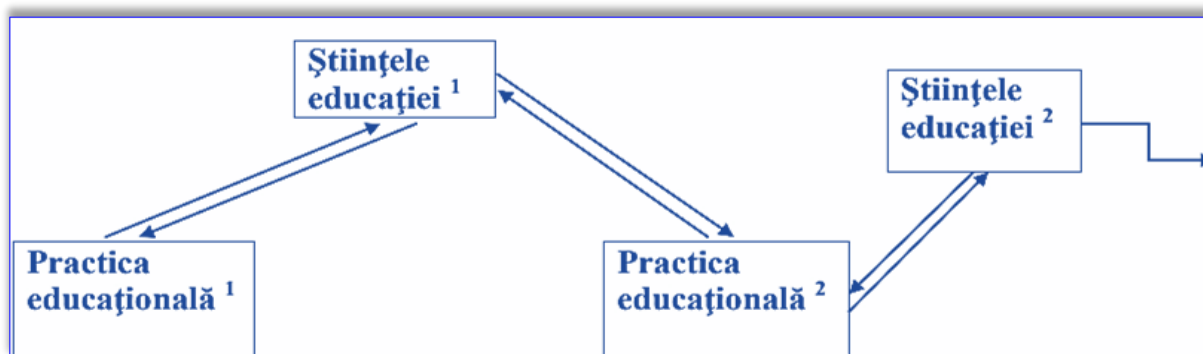 Ştiinţele
educaţiei ¹
Ştiinţele
educaţiei ²
Practica
educaţională ¹
Practica
educaţională ²